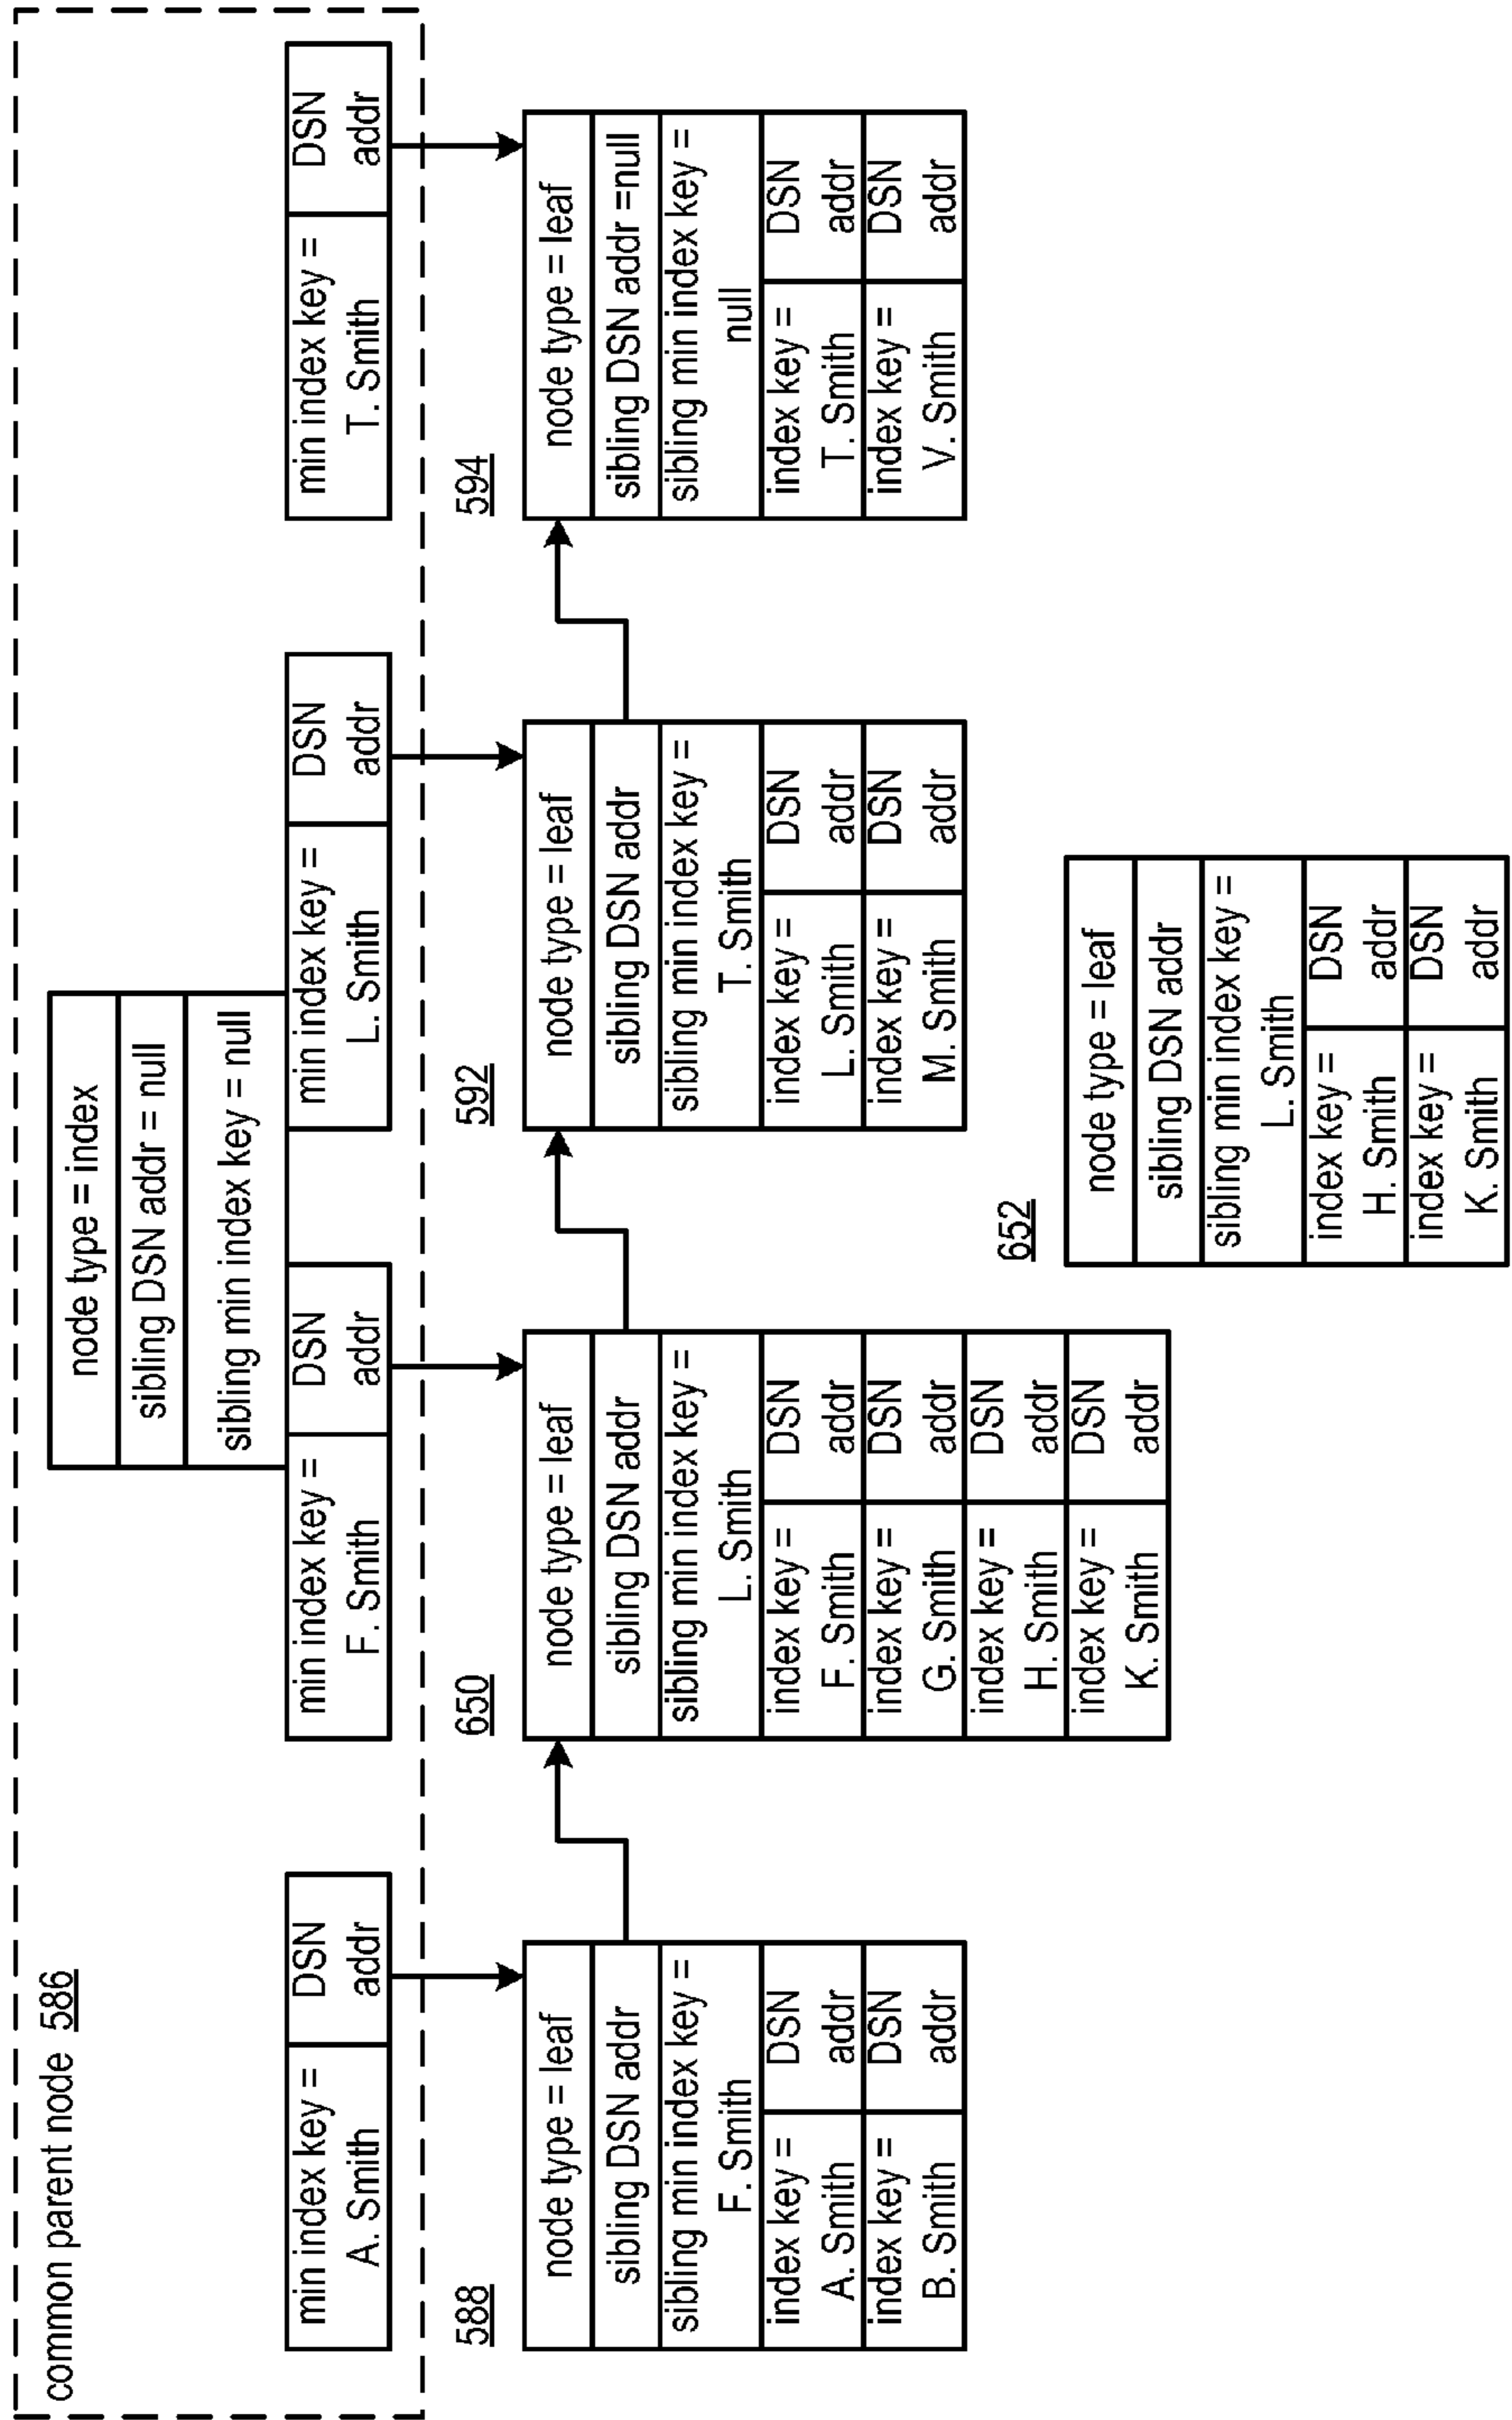 common parent node 586
node type = index
sibling DSN addr = null
sibling min index key = null
min index key =
A. Smith
DSN
addr
min index key =
F. Smith
DSN
addr
min index key =
L. Smith
DSN
addr
min index key =
T. Smith
DSN
addr
588
node type = leaf
sibling DSN addr
sibling min index key =
F. Smith
index key =
A. Smith
DSN
addr
index key =
B. Smith
DSN
addr
650
node type = leaf
sibling DSN addr
sibling min index key =
L. Smith
index key =
F. Smith
DSN
addr
index key =
G. Smith
DSN
addr
index key =
H. Smith
DSN
addr
index key =
K. Smith
DSN
addr
592
node type = leaf
sibling DSN addr
sibling min index key =
T. Smith
index key =
L. Smith
DSN
addr
index key =
M. Smith
DSN
addr
594
node type = leaf
sibling DSN addr =null
sibling min index key =
null
index key =
T. Smith
DSN
addr
index key =
V. Smith
DSN
addr
652
node type = leaf
sibling DSN addr
sibling min index key =
L. Smith
index key =
H. Smith
DSN
addr
index key =
K. Smith
DSN
addr